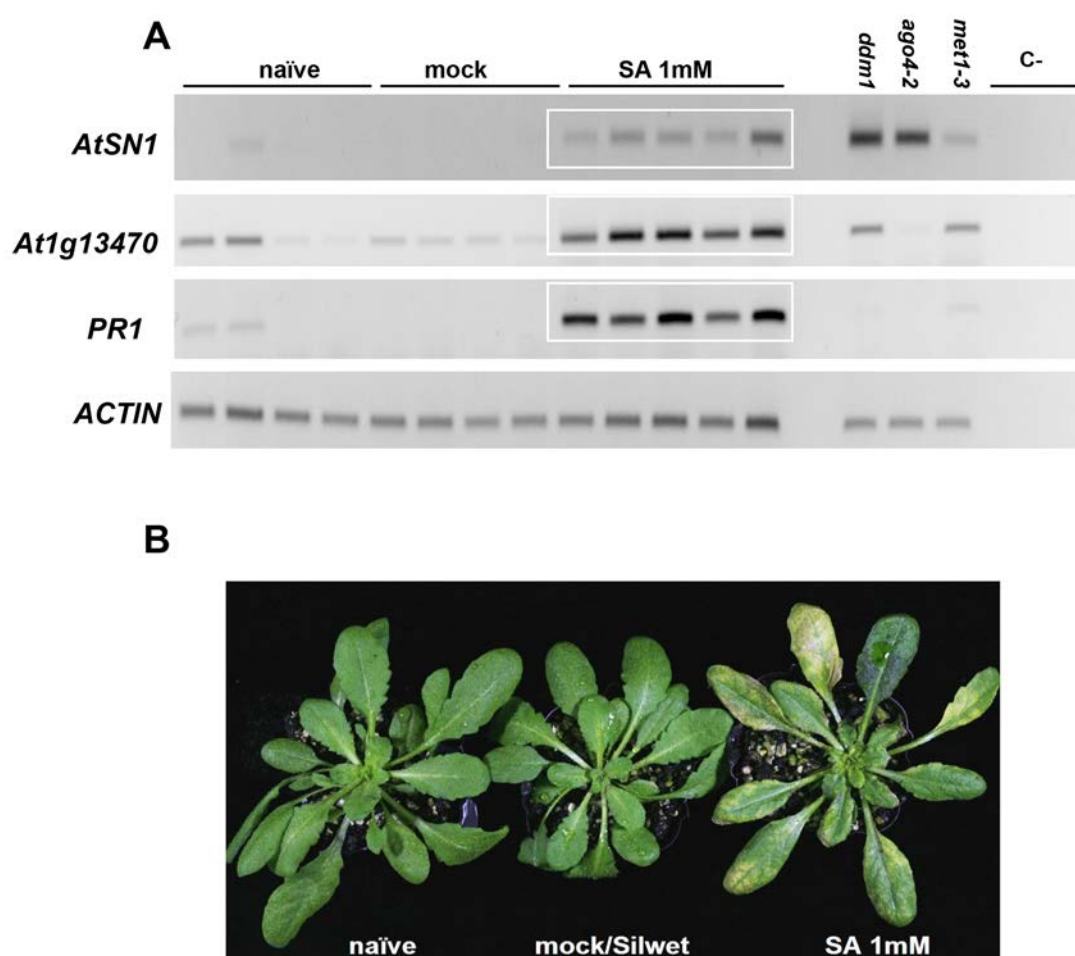 A
naïve mock SA 1mM ddm1 ago4-2 met1-3 C-
AtSN1
At1g13470
PR1
ACTIN
B
naïve mock/Silwet SA 1mM